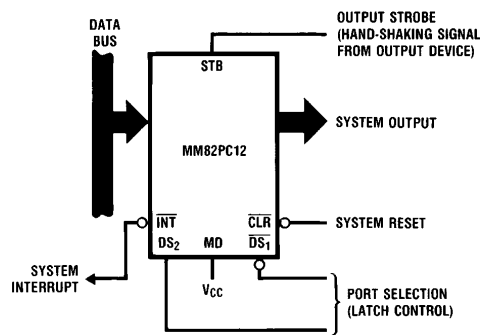 DATA
BUS
OUTPUT STROBE
(HAND-SHAKING SIGNAL
FROM OUTPUT DEVICE)
STB
SYSTEM OUTPUT
MM82PC12
INT
CLR
SYSTEM RESET
DS2
MD
DS1
SYSTEM
INTERRUPT
VCC
PORT SELECTION
(LATCH CONTROL)